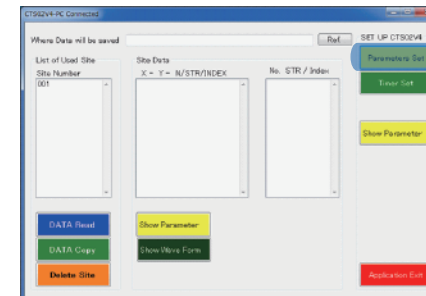 CTS02V4-PC Connected
Where Data will be saved
Ref
SET UP CTS02V4
List of Used Site
Site Number
001
Site Data
X - Y - N/STR/INDEX
No. STR / Index
Parameters Set
Timer Set
Show Parameter
DATA Read
DATA Copy
Delete Site
Show Parameter
Show Wave Form
Application Exit